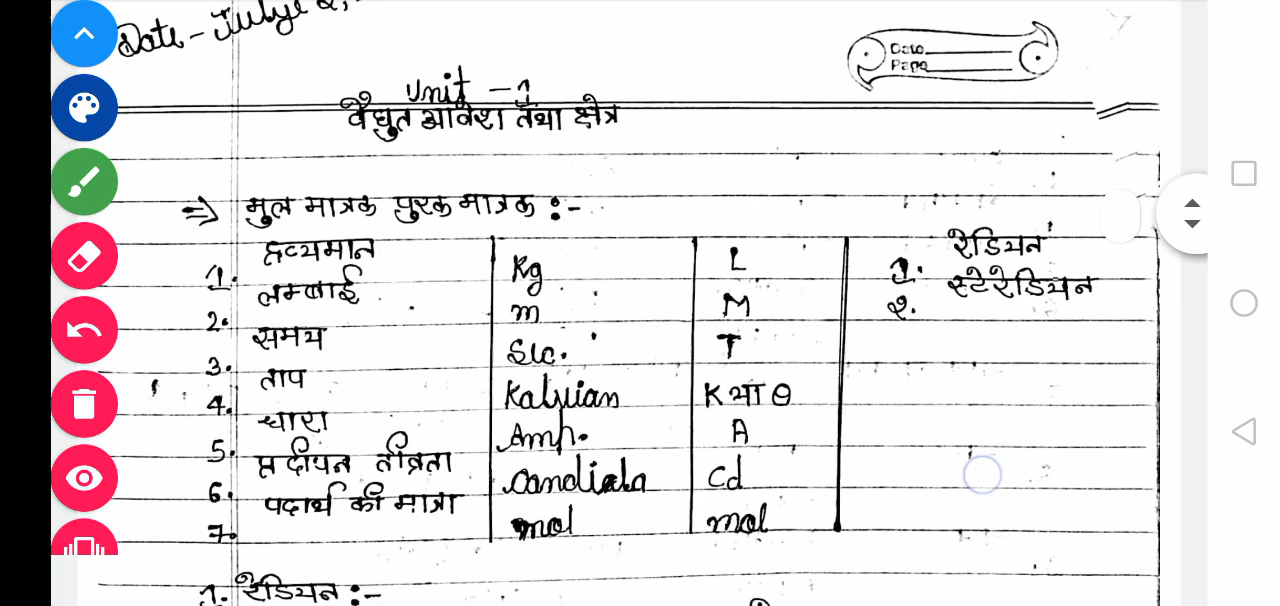 Date - July
Date
Page
Unit - 1
वैधुत आवेश तथा क्षेत्र
=> मुल मात्रक पुरक मात्रक :-
1. द्रव्यमान Kg L 1. रेडियन
2. लम्बाई m M 2. स्टेरेडियन
3. समय Sec. T
4. ताप Kalvian K या θ
5. धारा Amp. A
6. प्रदीपन तीव्रता Candiela Cd
7. पदार्थ की मात्रा mol mol
1. रेडियन :-